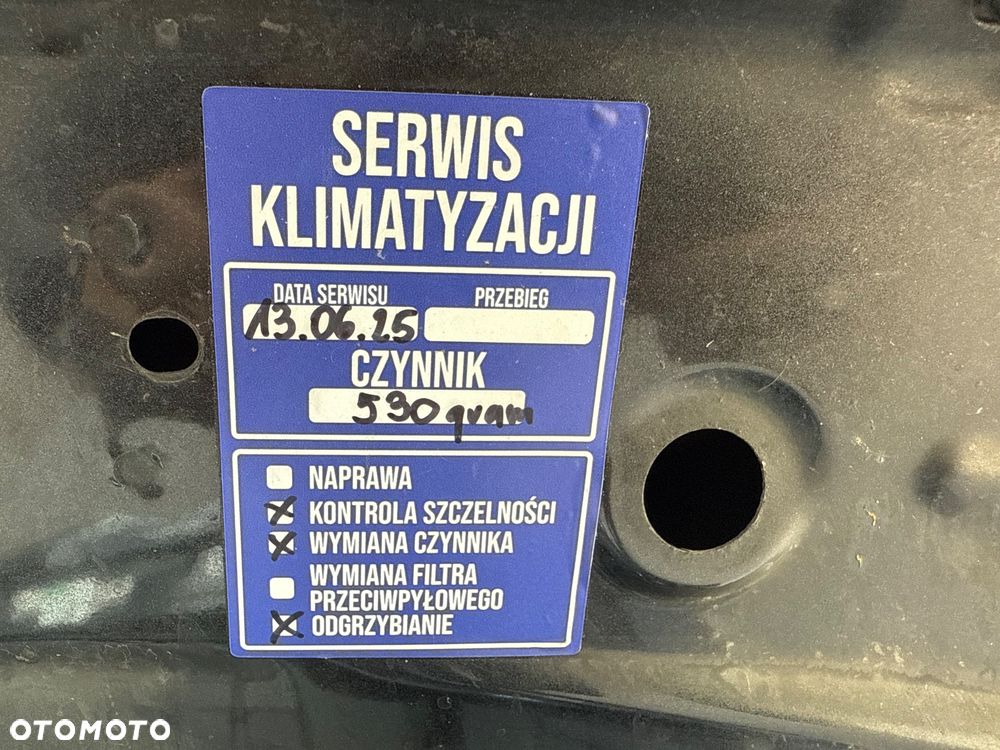 SERWIS
KLIMATYZACJI
DATA SERWISU PRZEBIEG
13.06.25
CZYNNIK
530 gram
NAPRAWA
KONTROLA SZCZELNOŚCI
WYMIANA CZYNNIKA
WYMIANA FILTRA
PRZECIWPYŁOWEGO
ODGRZYBIANIE
OTOMOTO